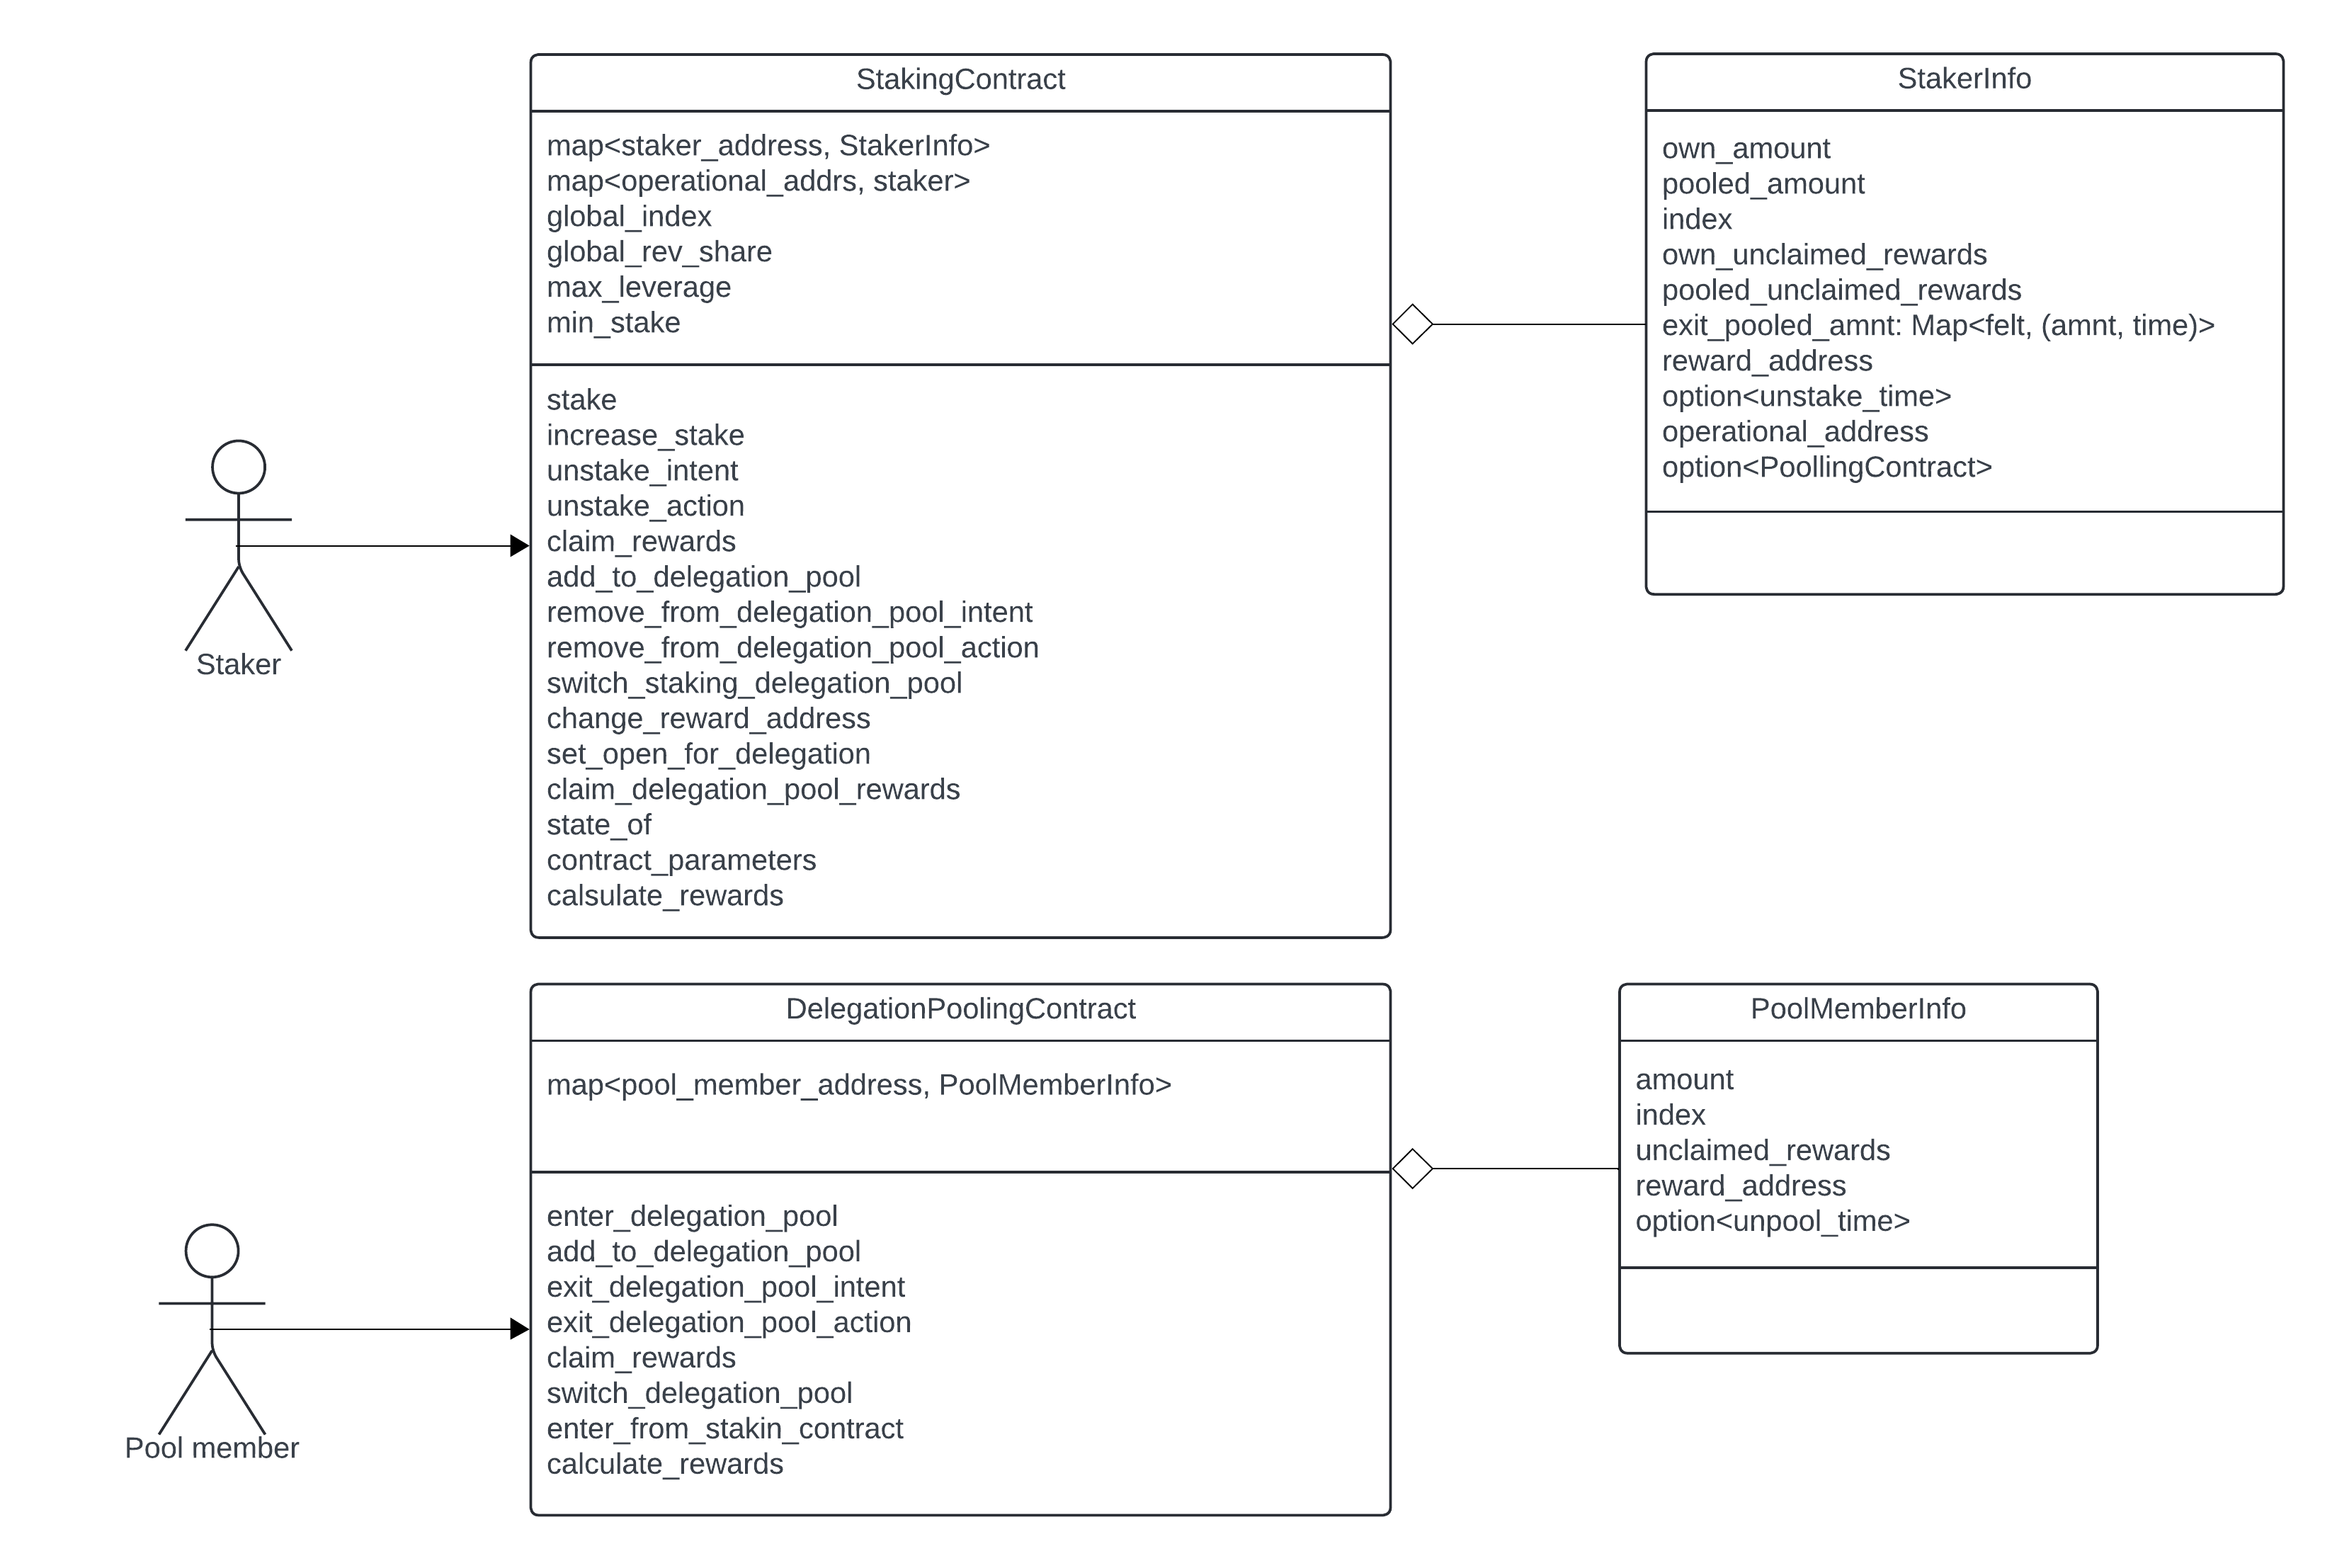 StakingContract
map<staker_address, StakerInfo>
map<operational_addrs, staker>
global_index
global_rev_share
max_leverage
min_stake
stake
increase_stake
unstake_intent
unstake_action
claim_rewards
add_to_delegation_pool
remove_from_delegation_pool_intent
remove_from_delegation_pool_action
switch_staking_delegation_pool
change_reward_address
set_open_for_delegation
claim_delegation_pool_rewards
state_of
contract_parameters
calsulate_rewards
StakerInfo
own_amount
pooled_amount
index
own_unclaimed_rewards
pooled_unclaimed_rewards
exit_pooled_amnt: Map<felt, (amnt, time)>
reward_address
option<unstake_time>
operational_address
option<PoollingContract>
Staker
DelegationPoolingContract
map<pool_member_address, PoolMemberInfo>
enter_delegation_pool
add_to_delegation_pool
exit_delegation_pool_intent
exit_delegation_pool_action
claim_rewards
switch_delegation_pool
enter_from_stakin_contract
calculate_rewards
PoolMemberInfo
amount
index
unclaimed_rewards
reward_address
option<unpool_time>
Pool member